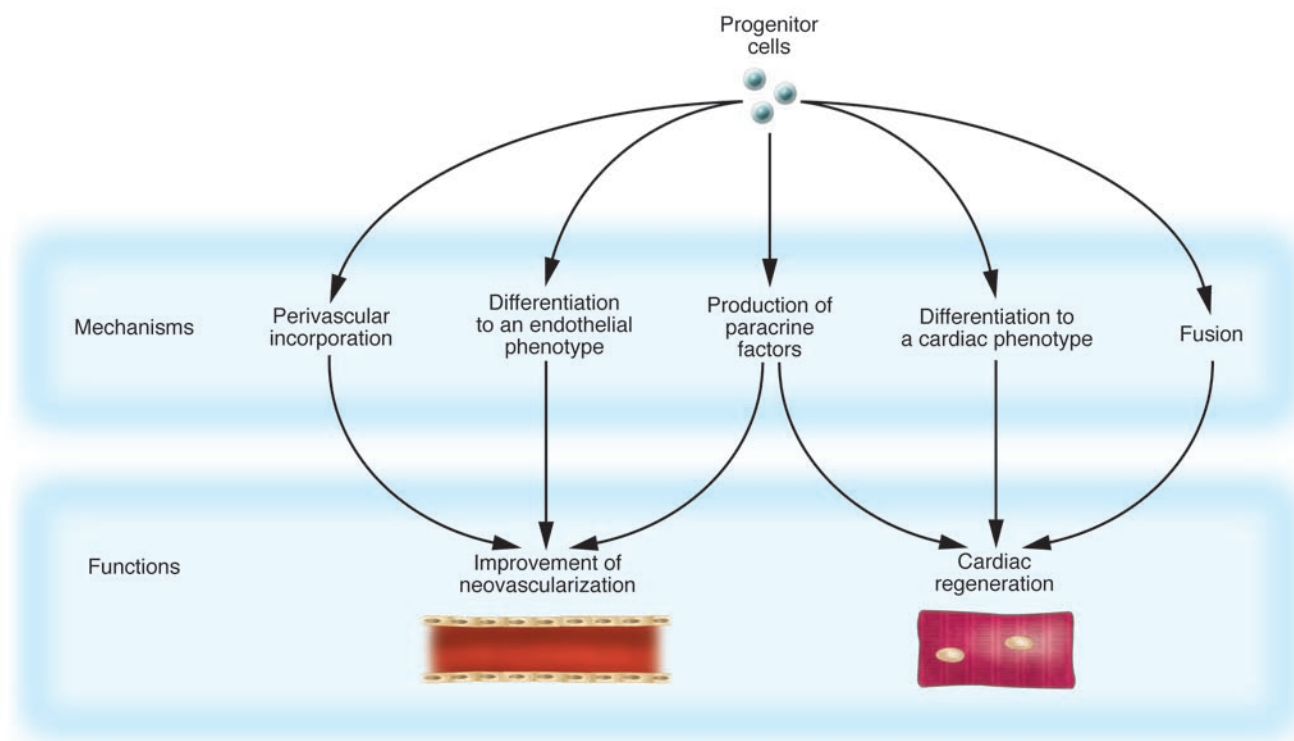 Progenitor
cells
Mechanisms
Perivascular
incorporation
Differentiation
to an endothelial
phenotype
Production of
paracrine
factors
Differentiation to
a cardiac phenotype
Fusion
Functions
Improvement of
neovascularization
Cardiac
regeneration